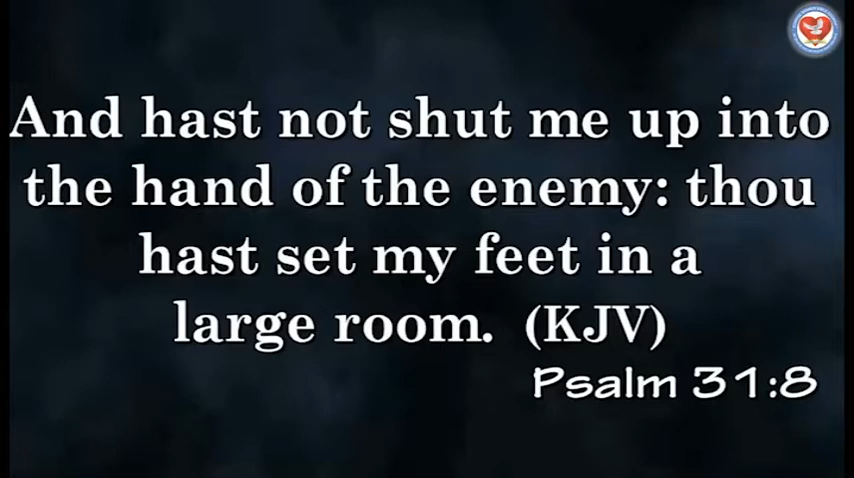 And hast not shut me up into
the hand of the enemy: thou
hast set my feet in a
large room. (KJV)
Psalm 31:8